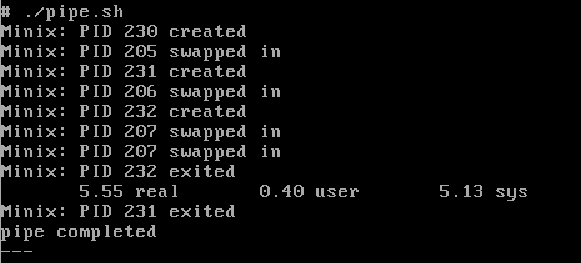 # ./pipe.sh
Minix: PID 230 created
Minix: PID 205 swapped in
Minix: PID 231 created
Minix: PID 206 swapped in
Minix: PID 232 created
Minix: PID 207 swapped in
Minix: PID 207 swapped in
Minix: PID 232 exited
5.55 real 0.40 user 5.13 sys
Minix: PID 231 exited
pipe completed
---